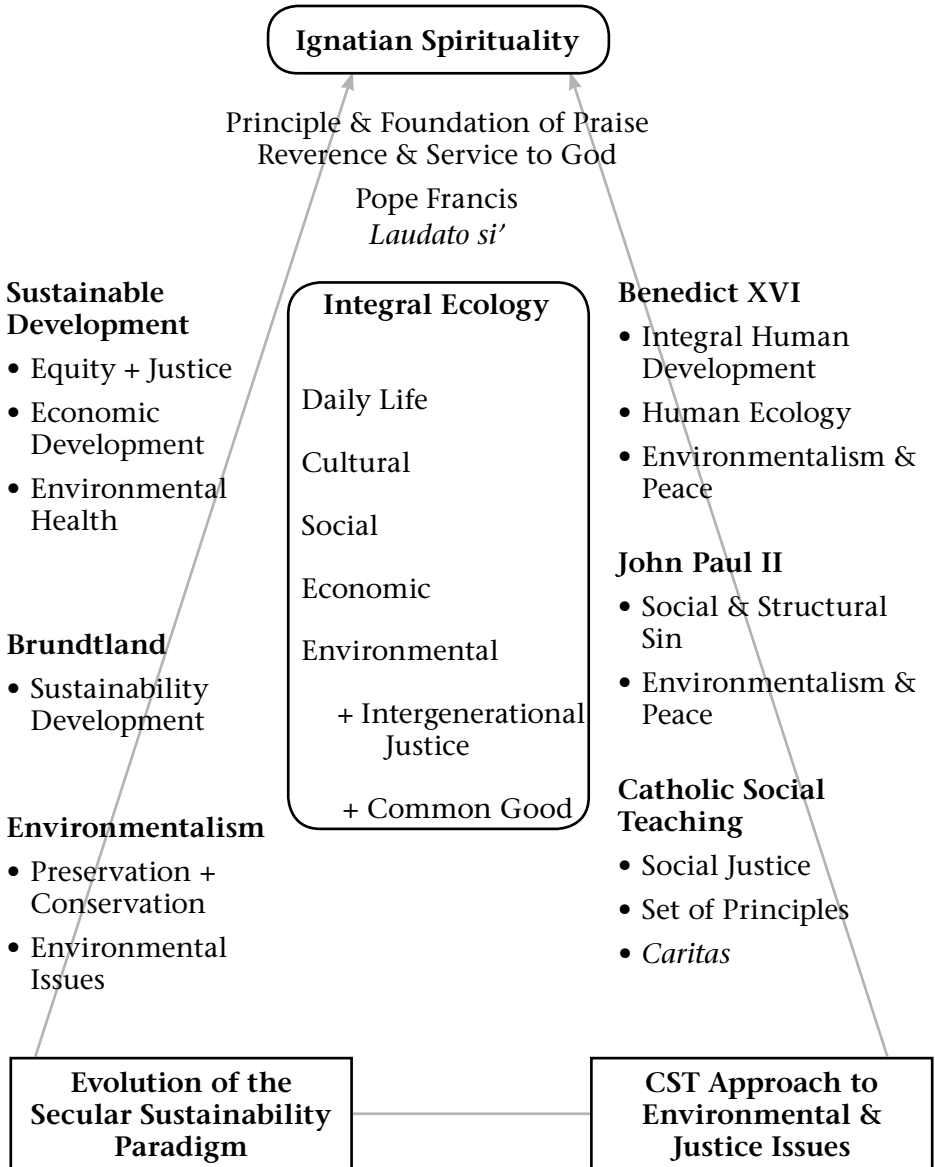 Ignatian Spirituality
Principle & Foundation of Praise
Reverence & Service to God
Pope Francis
Laudato si’
Sustainable
Development
• Equity + Justice
• Economic
Development
• Environmental
Health
Brundtland
• Sustainability
Development
Environmentalism
• Preservation +
Conservation
• Environmental
Issues
Integral Ecology
Daily Life
Cultural
Social
Economic
Environmental
+ Intergenerational
Justice
+ Common Good
Benedict XVI
• Integral Human
Development
• Human Ecology
• Environmentalism &
Peace
John Paul II
• Social & Structural
Sin
• Environmentalism &
Peace
Catholic Social
Teaching
• Social Justice
• Set of Principles
• Caritas
Evolution of the
Secular Sustainability
Paradigm
CST Approach to
Environmental &
Justice Issues